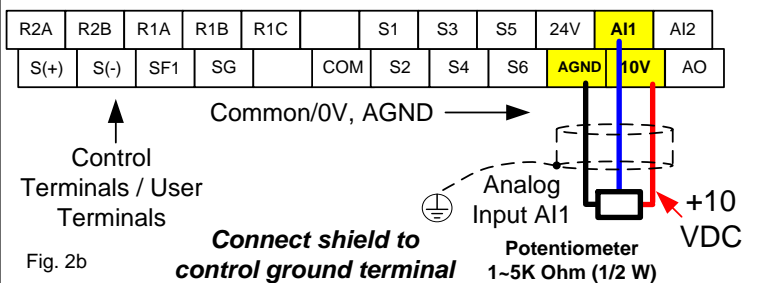 R2A R2B R1A R1B R1C S1 S3 S5 24V AI1 AI2
S(+) S(-) SF1 SG COM S2 S4 S6 AGND 10V AO
Common/0V, AGND
Control
Terminals / User
Terminals
Analog
Input AI1
+10
VDC
Fig. 2b
Connect shield to
control ground terminal
Potentiometer
1~5K Ohm (1/2 W)